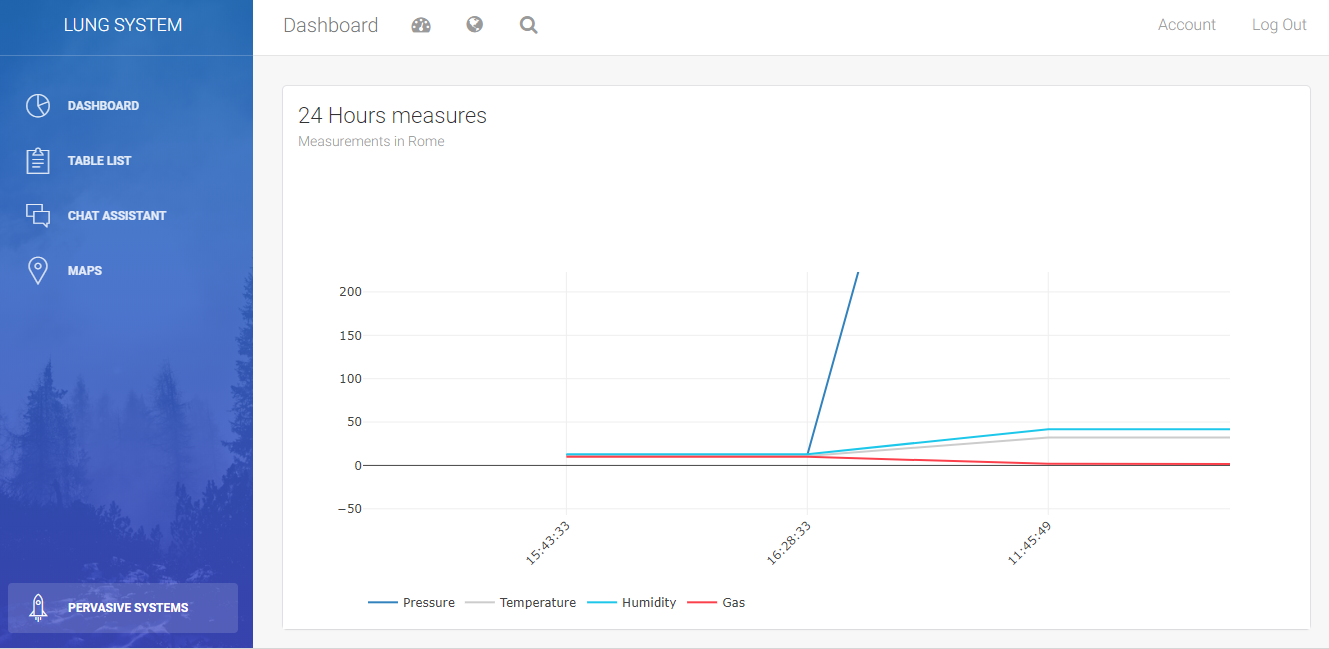 LUNG SYSTEM
Dashboard
Account
Log Out
DASHBOARD
TABLE LIST
CHAT ASSISTANT
MAPS
PERVASIVE SYSTEMS
24 Hours measures
Measurements in Rome
200
150
100
50
0
−50
15:43:33
16:28:33
11:45:49
Pressure
Temperature
Humidity
Gas